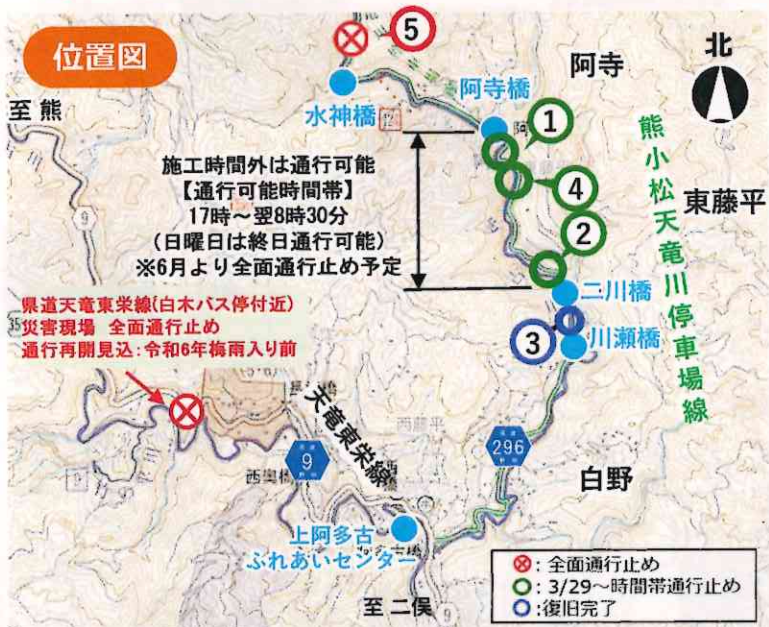 位置図
⑤
北
阿寺
阿寺橋
水神橋
至 熊
①
④
②
③
施工時間外は通行可能
【通行可能時間帯】
17時～翌8時30分
(日曜日は終日通行可能)
※6月より全面通行止め予定
熊小松天竜川停車場線
東藤平
二川橋
川瀬橋
県道天竜東栄線(白木バス停付近)
災害現場 全面通行止め
通行再開見込:令和6年梅雨入り前
9
天竜東栄線
西藤平
9
296
西奥橋
白野
上阿多古
ふれあいセンター
至 二俣
9
⊗: 全面通行止め
○: 3/29～時間帯通行止め
○: 復旧完了